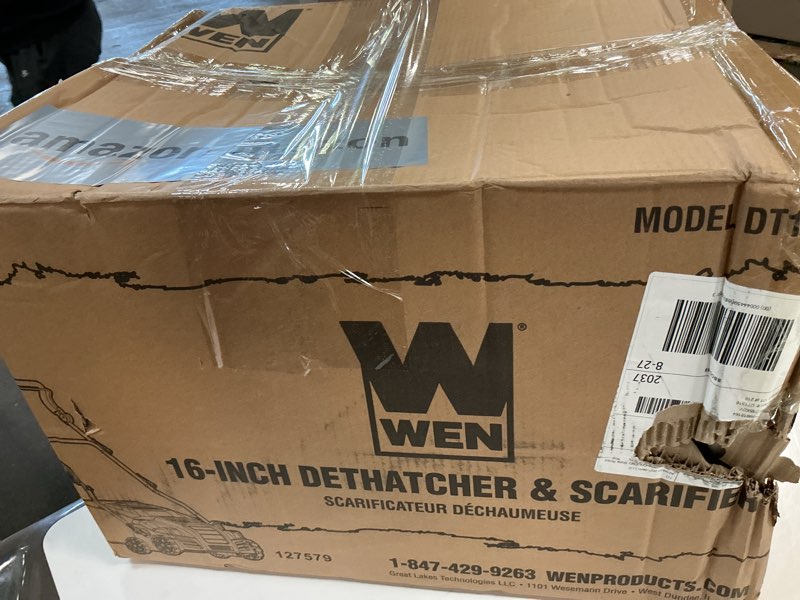 WEN
amazon
MODEL DT1
W
WEN
®
8-27
2037
16-INCH DETHATCHER & SCARIFIER
SCARIFICATEUR DÉCHAUMEUSE
127579
1-847-429-9263 WENPRODUCTS.COM
Great Lakes Technologies LLC • 1101 Wesemann Drive • West Dundee, IL